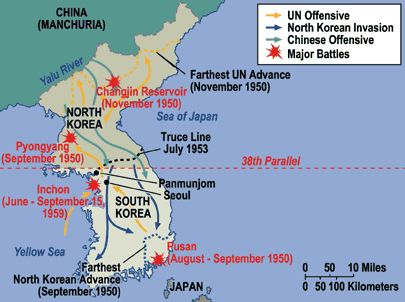 CHINA
(MANCHURIA)
UN Offensive
North Korean Invasion
Chinese Offensive
Major Battles
Yalu River
Farthest UN Advance
(November 1950)
Changjin Reservoir
(November 1950)
Sea of Japan
NORTH
KOREA
Truce Line
July 1953
Pyongyang
(September 1950)
38th Parallel
Panmunjom
Seoul
Inchon
(June - September 15,
1959)
SOUTH
KOREA
Yellow Sea
Pusan
(August - September 1950)
Farthest
North Korean Advance
(September 1950)
JAPAN
0 5 10 Miles
0 50 100 Kilometers